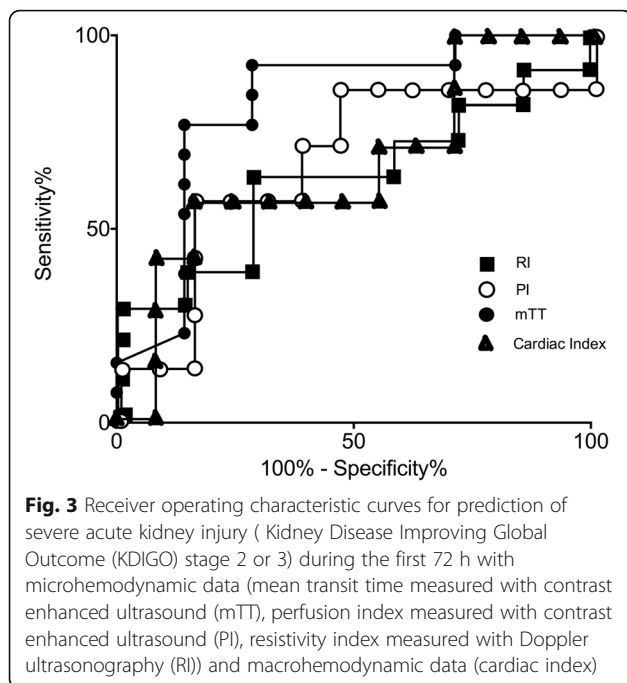 100
Sensitivity%
50
0
RI
PI
mTT
Cardiac Index
0
50
100
100% - Specificity%
Fig. 3 Receiver operating characteristic curves for prediction of
severe acute kidney injury ( Kidney Disease Improving Global
Outcome (KDIGO) stage 2 or 3) during the first 72 h with
microhemodynamic data (mean transit time measured with contrast
enhanced ultrasound (mTT), perfusion index measured with contrast
enhanced ultrasound (PI), resistivity index measured with Doppler
ultrasonography (RI)) and macrohemodynamic data (cardiac index)